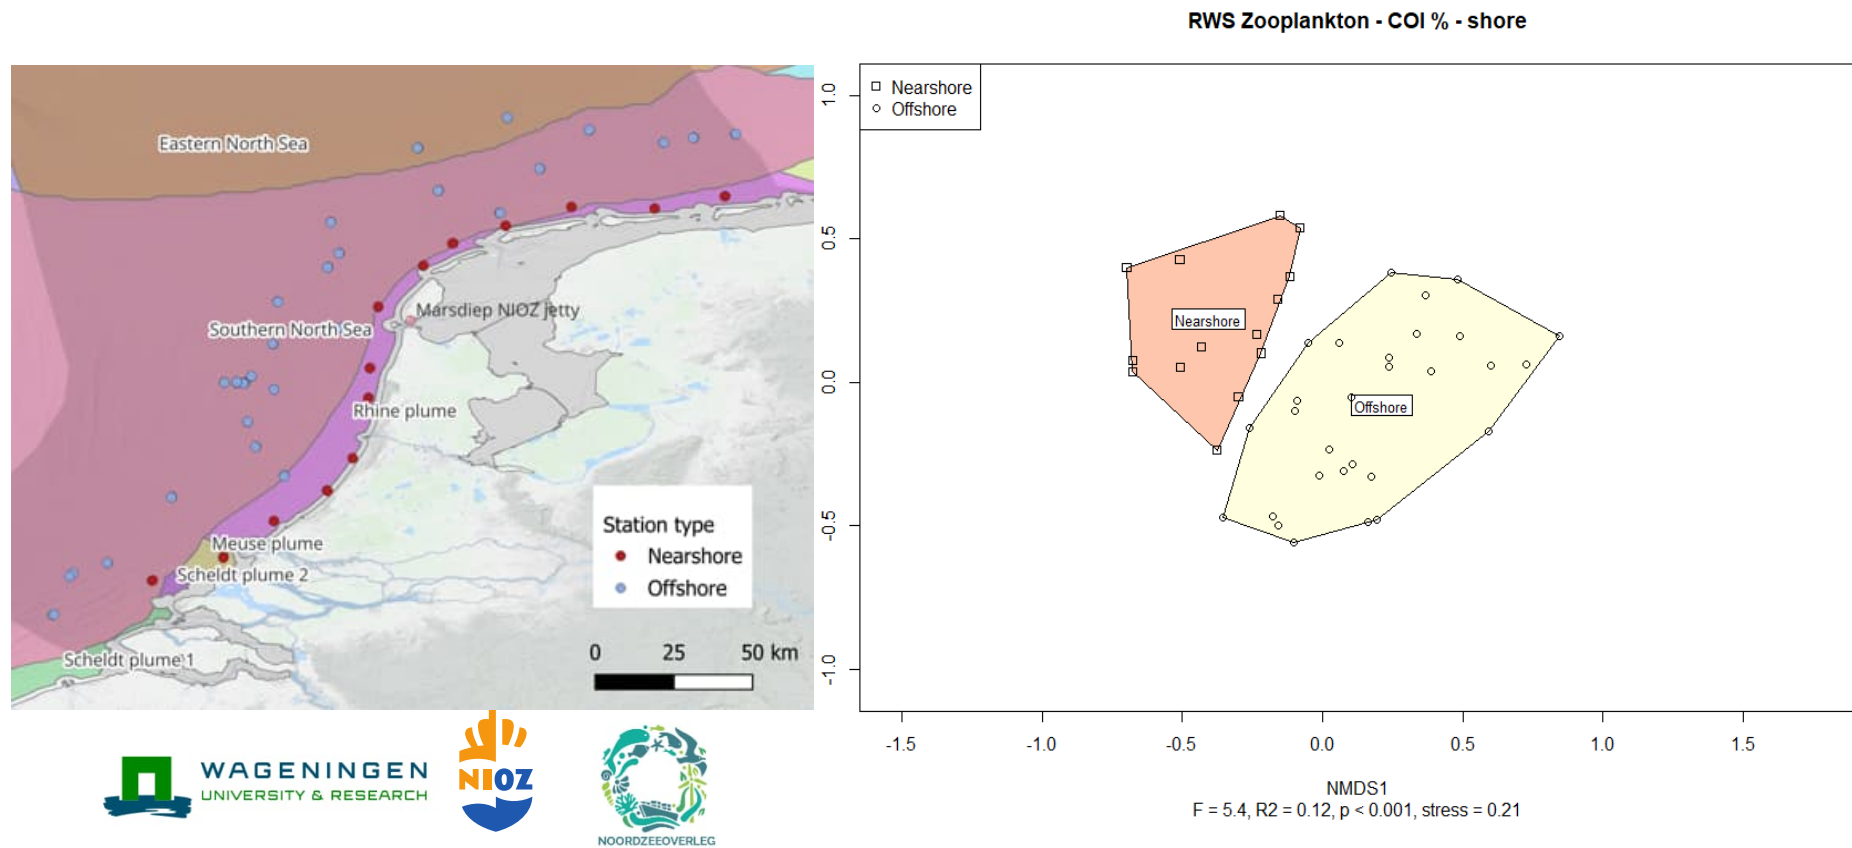 RWS Zooplankton - COI % - shore
Eastern North Sea
Southern North Sea
Marsdiep NIOZ jetty
Rhine plume
Meuse plume
Scheldt plume 2
Scheldt plume 1
Station type
Nearshore
Offshore
0 25 50 km
Nearshore
Offshore
1.0
0.5
0.0
-0.5
-1.0
Nearshore
Offshore
-1.5 -1.0 -0.5 0.0 0.5 1.0 1.5
NMDS1
F = 5.4, R2 = 0.12, p < 0.001, stress = 0.21
WAGENINGEN
UNIVERSITY & RESEARCH
NIOZ
NOORDZEEOVERLEG